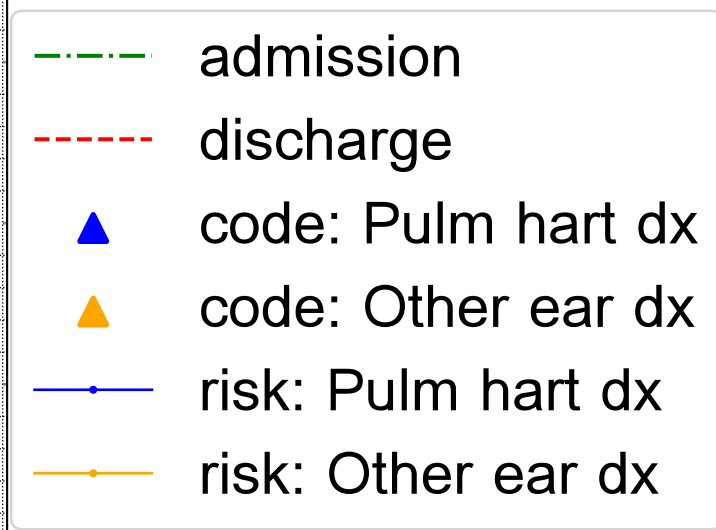 admission
discharge
code: Pulm hart dx
code: Other ear dx
risk: Pulm hart dx
risk: Other ear dx